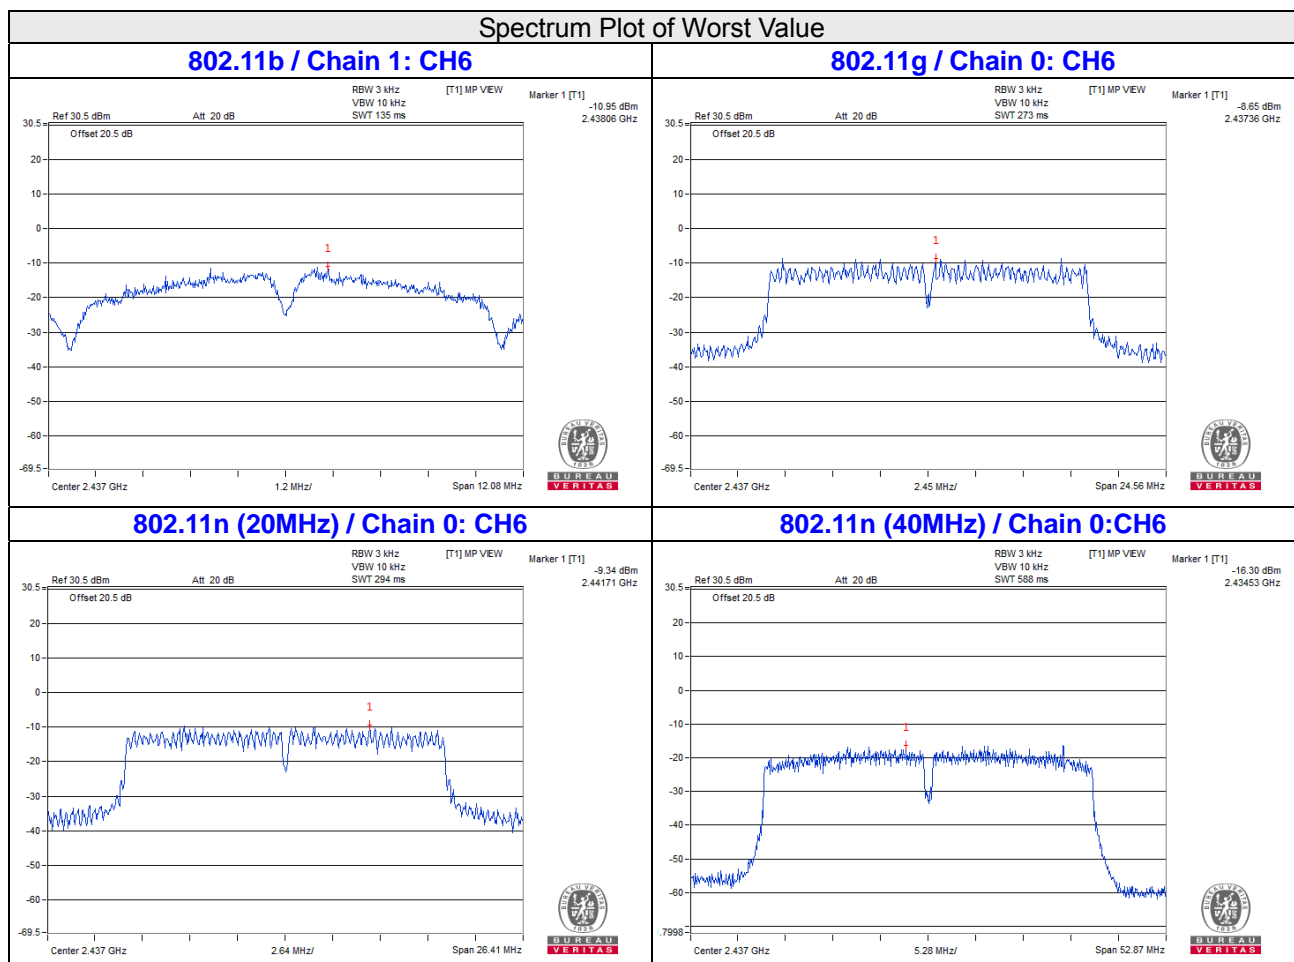 Spectrum Plot of Worst Value
802.11b / Chain 1: CH6
RBW 3 kHz
[T1] MP VIEW
Marker 1 [T1]
VBW 10 kHz
-10.95 dBm
Ref 30.5 dBm
Att 20 dB
SWT 135 ms
2.43806 GHz
30.5
Offset 20.5 dB
20
10
0
1
-10
-20
-30
-40
-50
-60
-69.5
Center 2.437 GHz
1.2 MHz/
Span 12.08 MHz
BUREAU VERITAS
1828
BUREAU
VERITAS
802.11g / Chain 0: CH6
RBW 3 kHz
[T1] MP VIEW
Marker 1 [T1]
VBW 10 kHz
-8.65 dBm
Ref 30.5 dBm
Att 20 dB
SWT 273 ms
2.43736 GHz
30.5
Offset 20.5 dB
20
10
0
1
-10
-20
-30
-40
-50
-60
-69.5
Center 2.437 GHz
2.45 MHz/
Span 24.56 MHz
BUREAU VERITAS
1828
BUREAU
VERITAS
802.11n (20MHz) / Chain 0: CH6
RBW 3 kHz
[T1] MP VIEW
Marker 1 [T1]
VBW 10 kHz
-9.34 dBm
Ref 30.5 dBm
Att 20 dB
SWT 294 ms
2.44171 GHz
30.5
Offset 20.5 dB
20
10
0
1
-10
-20
-30
-40
-50
-60
-69.5
Center 2.437 GHz
2.64 MHz/
Span 26.41 MHz
BUREAU VERITAS
1828
BUREAU
VERITAS
802.11n (40MHz) / Chain 0:CH6
RBW 3 kHz
[T1] MP VIEW
Marker 1 [T1]
VBW 10 kHz
-16.30 dBm
Ref 30.5 dBm
Att 20 dB
SWT 588 ms
2.43453 GHz
30.5
Offset 20.5 dB
20
10
0
-10
1
-20
-30
-40
-50
-60
.7998
Center 2.437 GHz
5.28 MHz/
Span 52.87 MHz
BUREAU VERITAS
1828
BUREAU
VERITAS